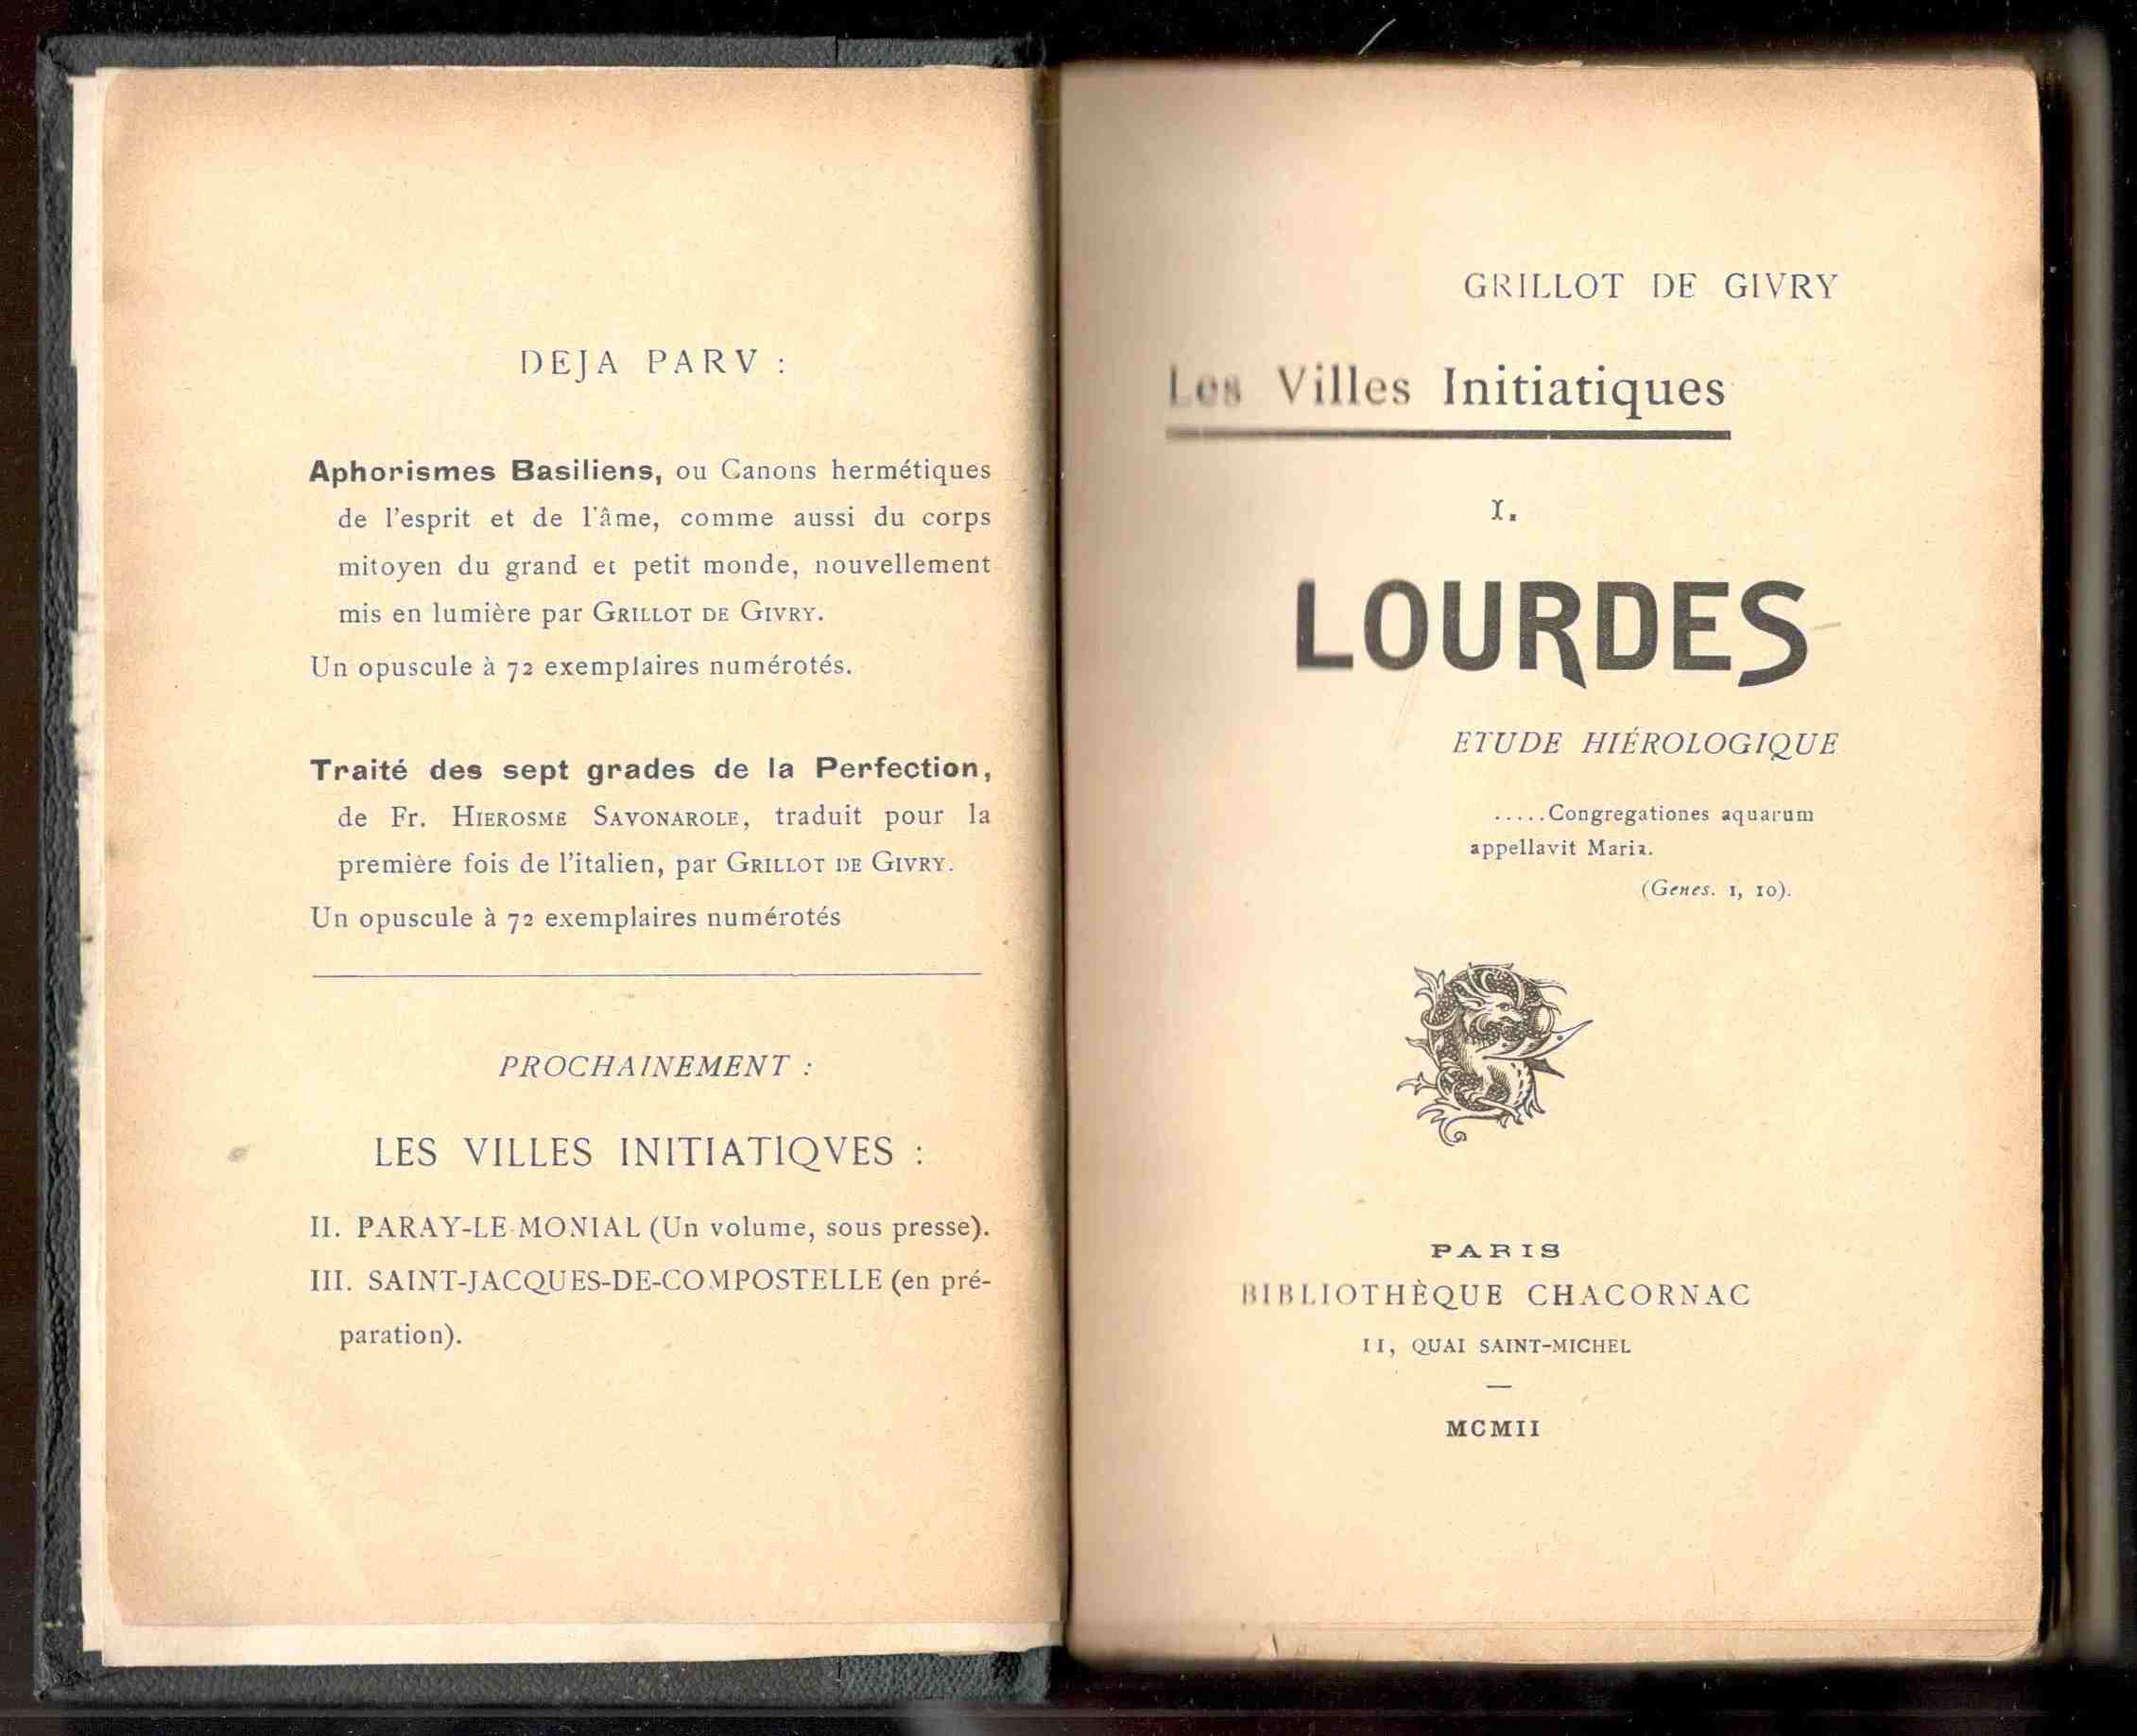 DEJA PARV :
Aphorismes Basiliens, ou Canons hermétiques
de l'esprit et de l'âme, comme aussi du corps
mitoyen du grand et petit monde, nouvellement
mis en lumière par GRILLOT DE GIVRY.
Un opuscule à 72 exemplaires numérotés.
Traité des sept grades de la Perfection,
de Fr. HIEROSME SAVONAROLE, traduit pour la
première fois de l'italien, par GRILLOT DE GIVRY.
Un opuscule à 72 exemplaires numérotés
PROCHAINEMENT :
LES VILLES INITIATIQVES :
II. PARAY-LE-MONIAL (Un volume, sous presse).
III. SAINT-JACQUES-DE-COMPOSTELLE (en pré-
paration).
GRILLOT DE GIVRY
Les Villes Initiatiques
I.
LOURDES
ETUDE HIÉROLOGIQUE
.....Congregationes aquarum
appellavit Maria.
(Genes. I, 10).
PARIS
BIBLIOTHÈQUE CHACORNAC
11, QUAI SAINT-MICHEL
MCMII